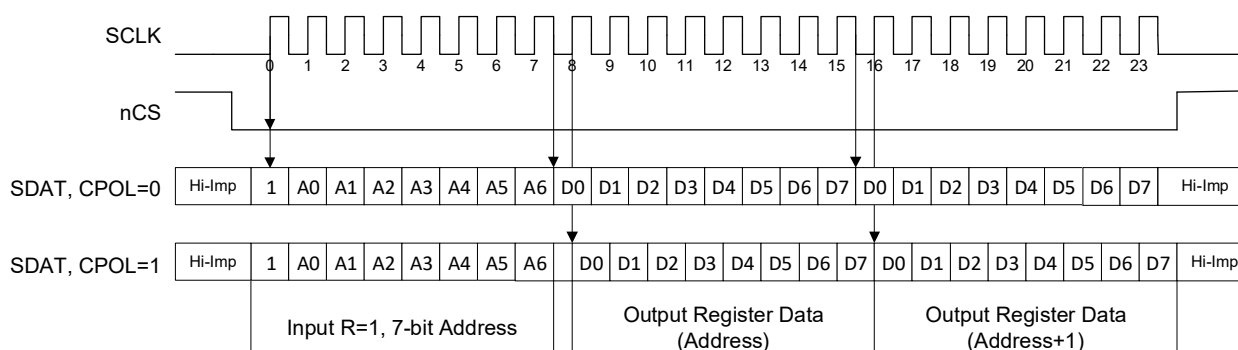 SCLK
0 1 2 3 4 5 6 7 8 9 10 11 12 13 14 15 16 17 18 19 20 21 22 23
nCS
SDAT, CPOL=0 Hi-Imp 1 A0 A1 A2 A3 A4 A5 A6 D0 D1 D2 D3 D4 D5 D6 D7 D0 D1 D2 D3 D4 D5 D6 D7 Hi-Imp
SDAT, CPOL=1 Hi-Imp 1 A0 A1 A2 A3 A4 A5 A6 D0 D1 D2 D3 D4 D5 D6 D7 D0 D1 D2 D3 D4 D5 D6 D7 Hi-Imp
Input R=1, 7-bit Address
Output Register Data
(Address)
Output Register Data
(Address+1)